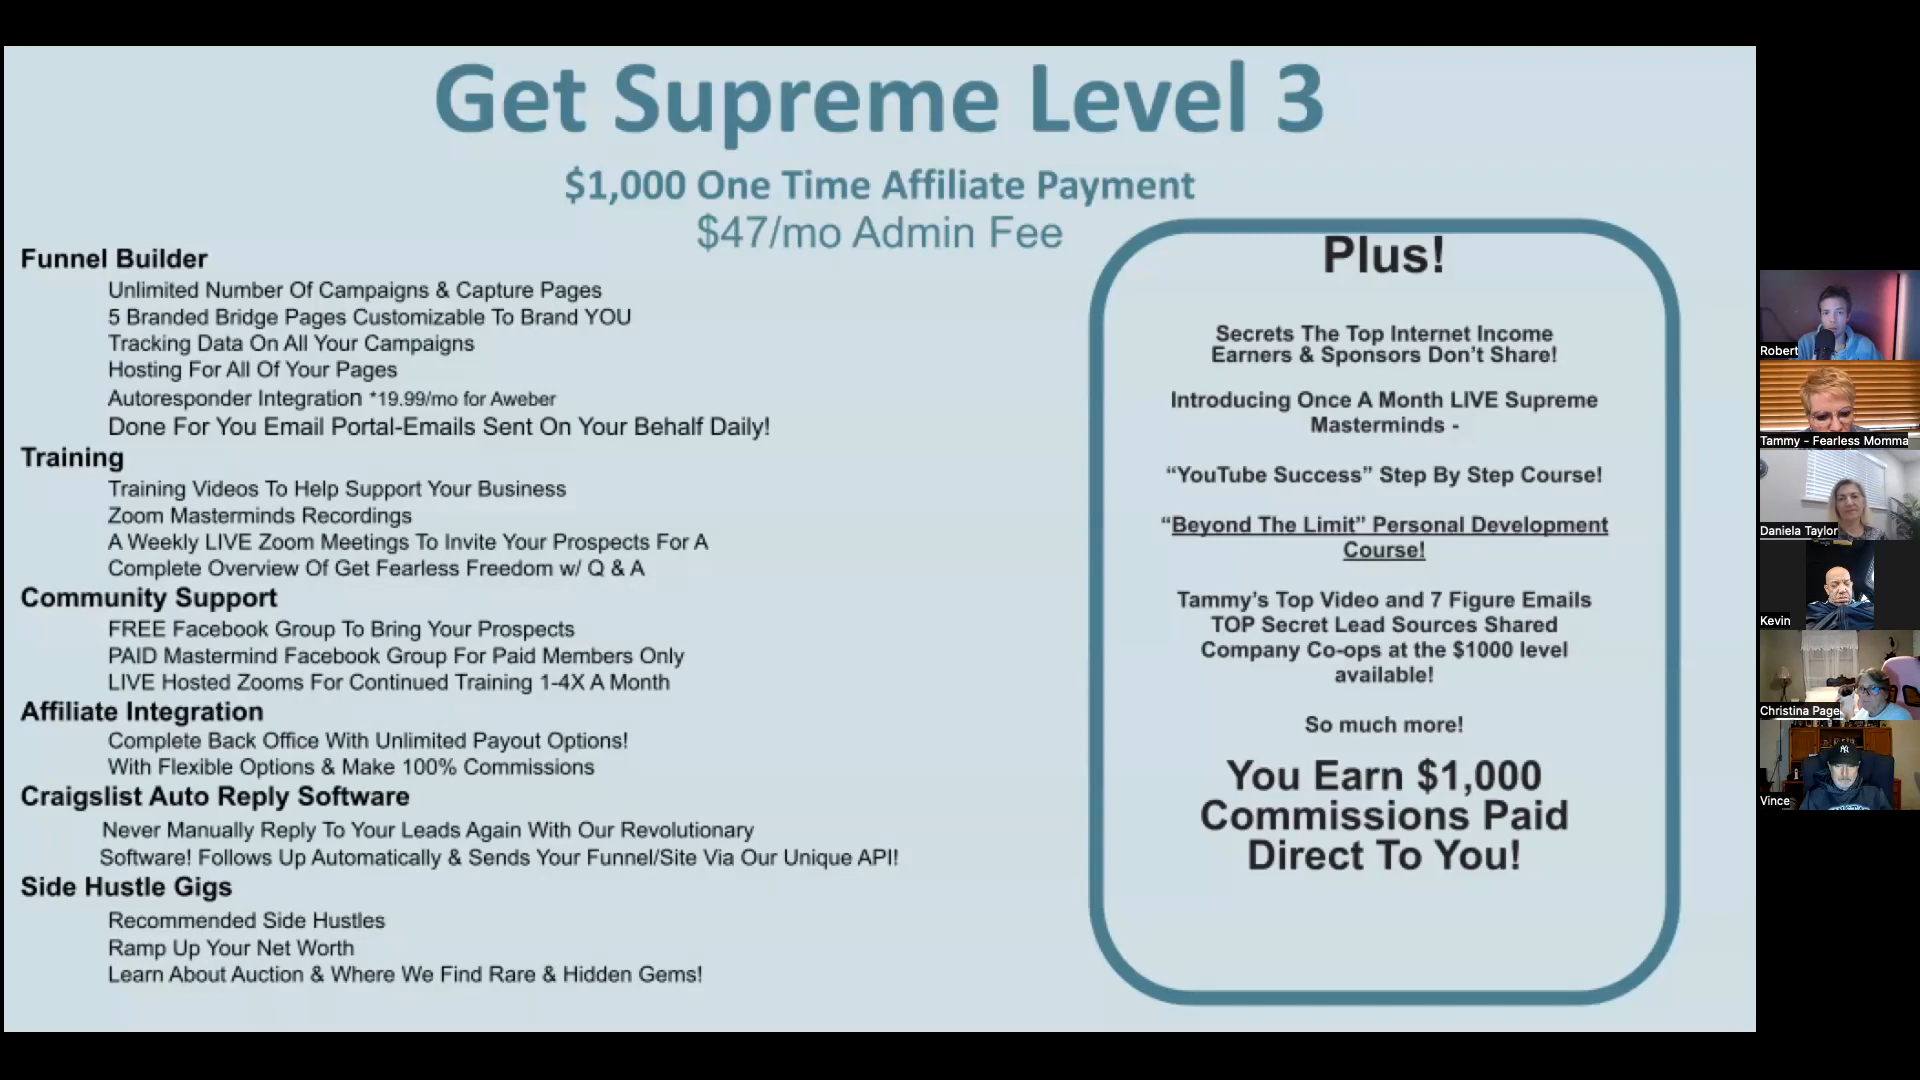 Get Supreme Level 3
$1,000 One Time Affiliate Payment
$47/mo Admin Fee
Funnel Builder
Unlimited Number Of Campaigns & Capture Pages
5 Branded Bridge Pages Customizable To Brand YOU
Tracking Data On All Your Campaigns
Hosting For All Of Your Pages
Autoresponder Integration *19.99/mo for Aweber
Done For You Email Portal-Emails Sent On Your Behalf Daily!
Training
Training Videos To Help Support Your Business
Zoom Masterminds Recordings
A Weekly LIVE Zoom Meetings To Invite Your Prospects For A
Complete Overview Of Get Fearless Freedom w/ Q & A
Community Support
FREE Facebook Group To Bring Your Prospects
PAID Mastermind Facebook Group For Paid Members Only
LIVE Hosted Zooms For Continued Training 1-4X A Month
Affiliate Integration
Complete Back Office With Unlimited Payout Options!
With Flexible Options & Make 100% Commissions
Craigslist Auto Reply Software
Never Manually Reply To Your Leads Again With Our Revolutionary
Software! Follows Up Automatically & Sends Your Funnel/Site Via Our Unique API!
Side Hustle Gigs
Recommended Side Hustles
Ramp Up Your Net Worth
Learn About Auction & Where We Find Rare & Hidden Gems!
Plus!
Secrets The Top Internet Income
Earners & Sponsors Don't Share!
Introducing Once A Month LIVE Supreme
Masterminds -
“YouTube Success” Step By Step Course!
“Beyond The Limit” Personal Development
Course!
Tammy's Top Video and 7 Figure Emails
TOP Secret Lead Sources Shared
Company Co-ops at the $1000 level
available!
So much more!
You Earn $1,000
Commissions Paid
Direct To You!
Robert
Tammy - Fearless Momma
Daniela Taylor
Kevin
Christina Page
Vince